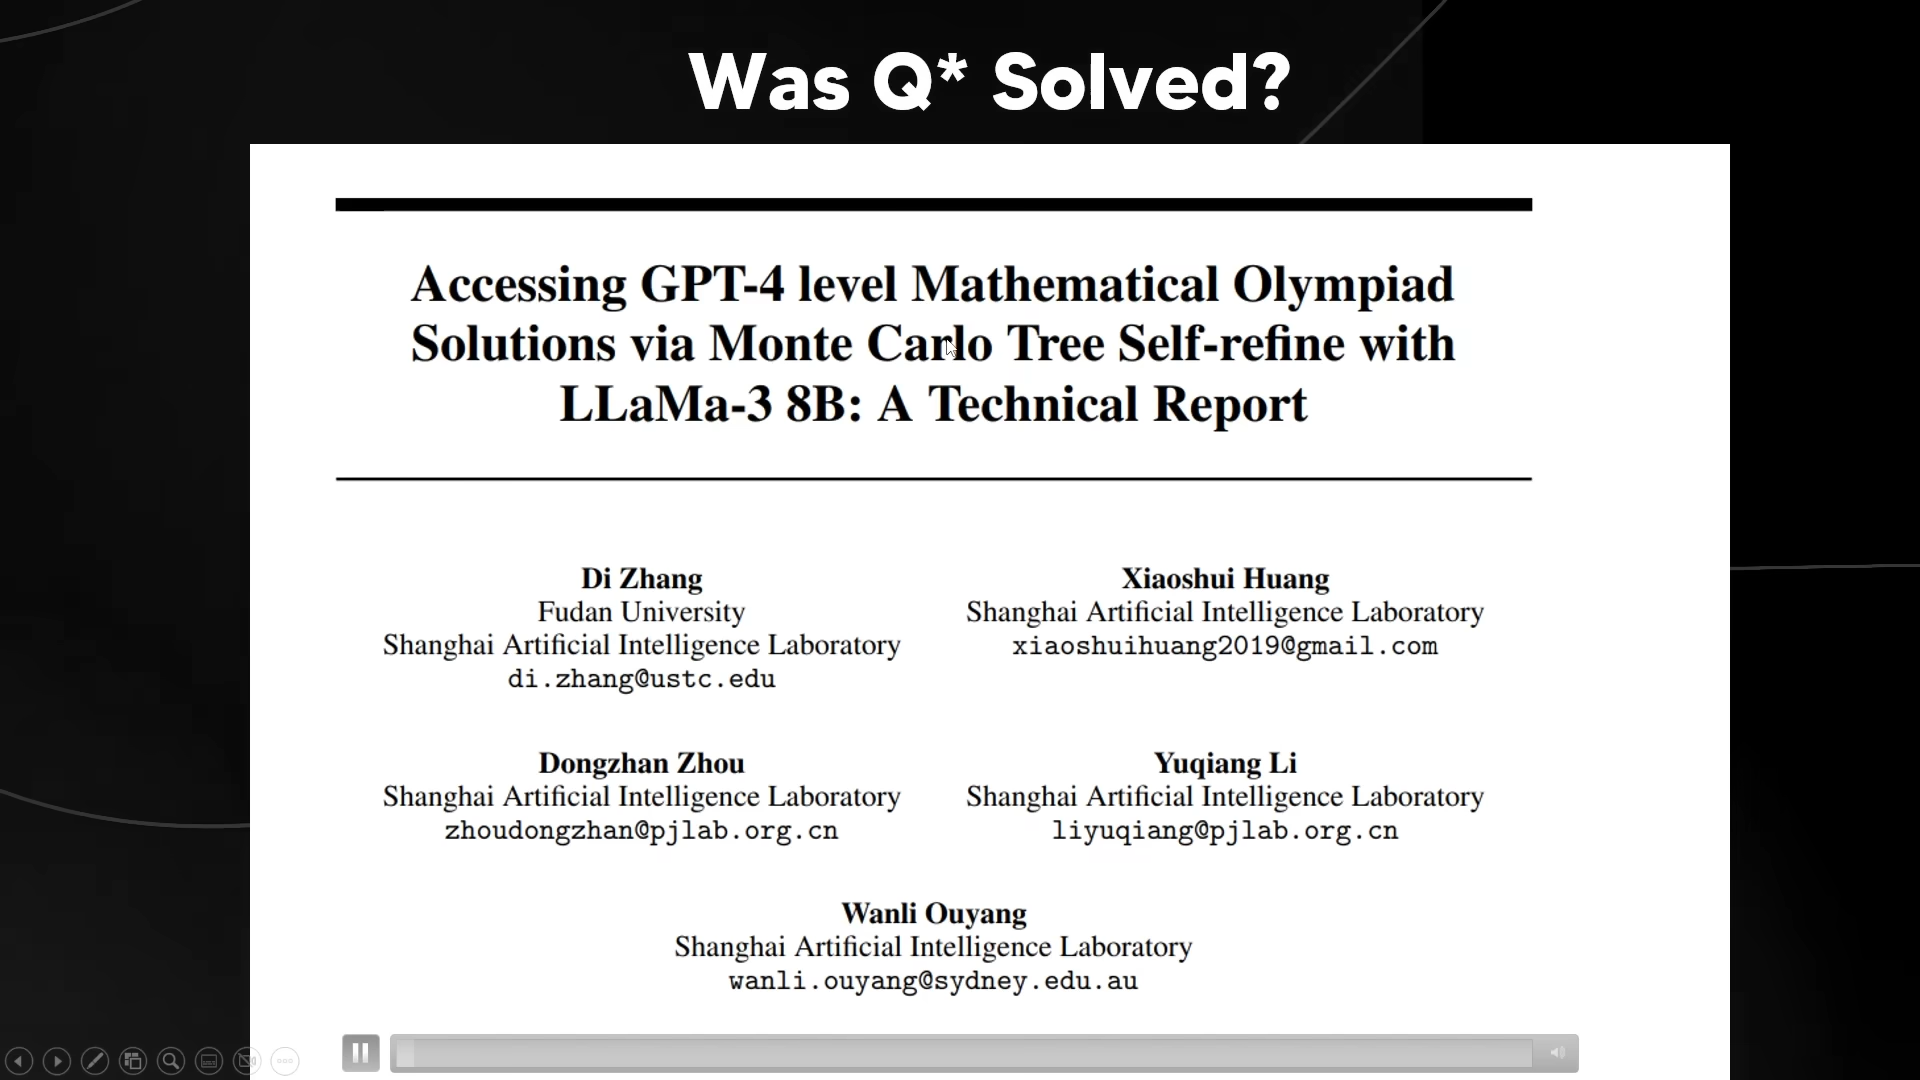 Was Q* Solved?
Accessing GPT-4 level Mathematical Olympiad
Solutions via Monte Carlo Tree Self-refine with
LLaMa-3 8B: A Technical Report
Di Zhang
Fudan University
Shanghai Artificial Intelligence Laboratory
di.zhang@ustc.edu
Xiaoshui Huang
Shanghai Artificial Intelligence Laboratory
xiaoshuihuang2019@gmail.com
Dongzhan Zhou
Shanghai Artificial Intelligence Laboratory
zhoudongzhan@pjlab.org.cn
Yuqiang Li
Shanghai Artificial Intelligence Laboratory
liyuqiang@pjlab.org.cn
Wanli Ouyang
Shanghai Artificial Intelligence Laboratory
wanli.ouyang@sydney.edu.au